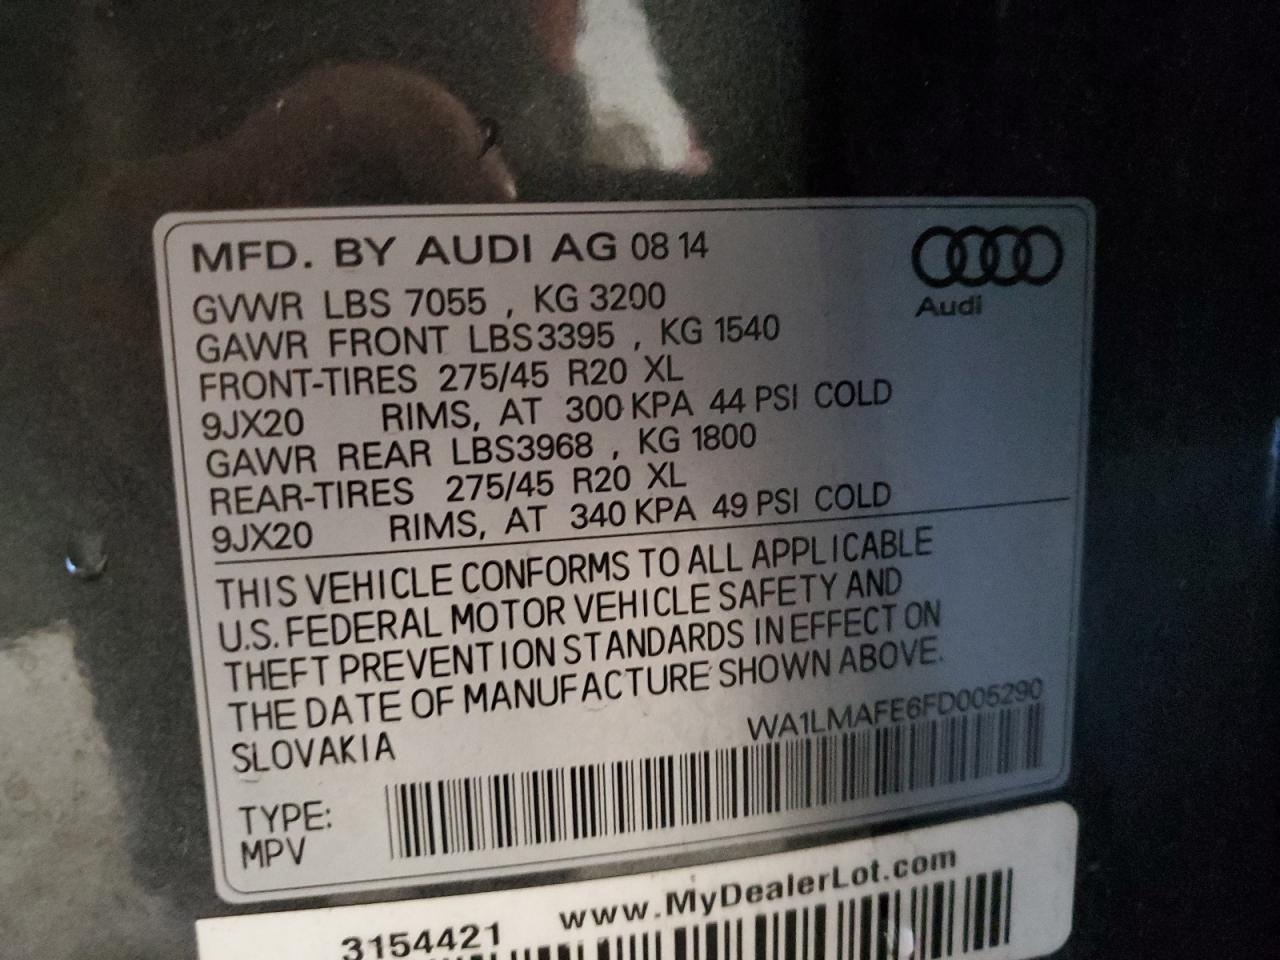 MFD. BY AUDI AG 08 14
Audi
GVWR LBS 7055 , KG 3200
GAWR FRONT LBS3395 , KG 1540
FRONT-TIRES 275/45 R20 XL
9JX20 RIMS, AT 300 KPA 44 PSI COLD
GAWR REAR LBS3968 , KG 1800
REAR-TIRES 275/45 R20 XL
9JX20 RIMS, AT 340 KPA 49 PSI COLD
THIS VEHICLE CONFORMS TO ALL APPLICABLE
U.S. FEDERAL MOTOR VEHICLE SAFETY AND
THEFT PREVENTION STANDARDS IN EFFECT ON
THE DATE OF MANUFACTURE SHOWN ABOVE.
SLOVAKIA
WA1LMAFE6FD005290
TYPE:
MPV
www.MyDealerLot.com
3154421